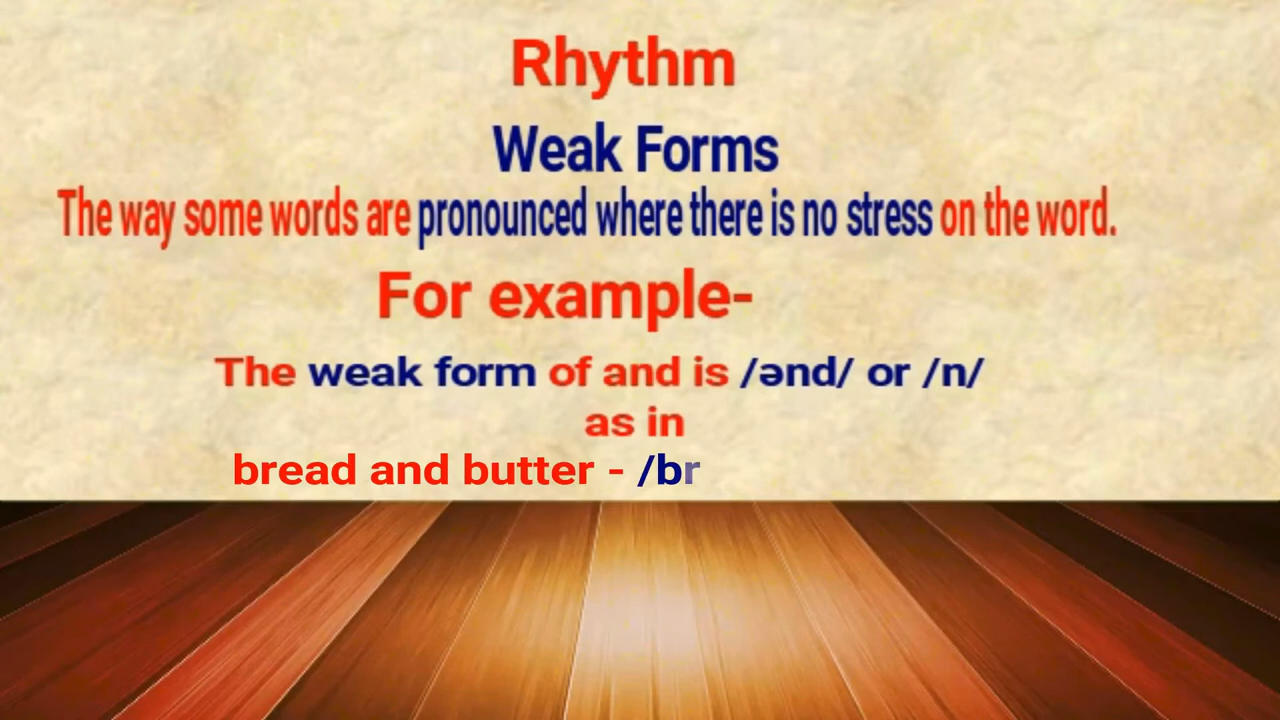 Rhythm
Weak Forms
The way some words are pronounced where there is no stress on the word.
For example-
The weak form of and is /ənd/ or /n/
as in
bread and butter - /br